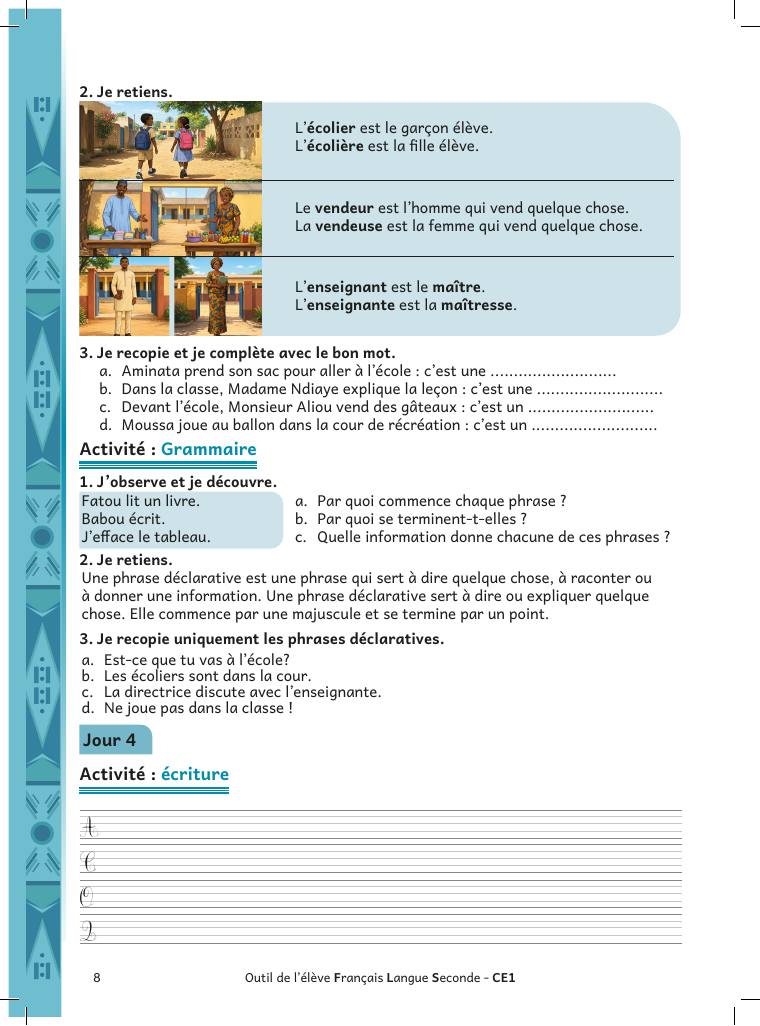 2. Je retiens.
L'écolier est le garçon élève.
L'écolière est la fille élève.
Le vendeur est l'homme qui vend quelque chose.
La vendeuse est la femme qui vend quelque chose.
L'enseignant est le maître.
L'enseignante est la maîtresse.
3. Je recopie et je complète avec le bon mot.
a. Aminata prend son sac pour aller à l'école : c'est une ...........................
b. Dans la classe, Madame Ndiaye explique la leçon : c'est une ...........................
c. Devant l'école, Monsieur Aliou vend des gâteaux : c'est un ...........................
d. Moussa joue au ballon dans la cour de récréation : c'est un ...........................
Activité : Grammaire
1. J'observe et je découvre.
Fatou lit un livre.
Babou écrit.
J'efface le tableau.
a. Par quoi commence chaque phrase ?
b. Par quoi se terminent-t-elles ?
c. Quelle information donne chacune de ces phrases ?
2. Je retiens.
Une phrase déclarative est une phrase qui sert à dire quelque chose, à raconter ou
à donner une information. Une phrase déclarative sert à dire ou expliquer quelque
chose. Elle commence par une majuscule et se termine par un point.
3. Je recopie uniquement les phrases déclaratives.
a. Est-ce que tu vas à l'école?
b. Les écoliers sont dans la cour.
c. La directrice discute avec l'enseignante.
d. Ne joue pas dans la classe !
Jour 4
Activité : écriture
A
C
O
Q
8 Outil de l'élève Français Langue Seconde - CE1